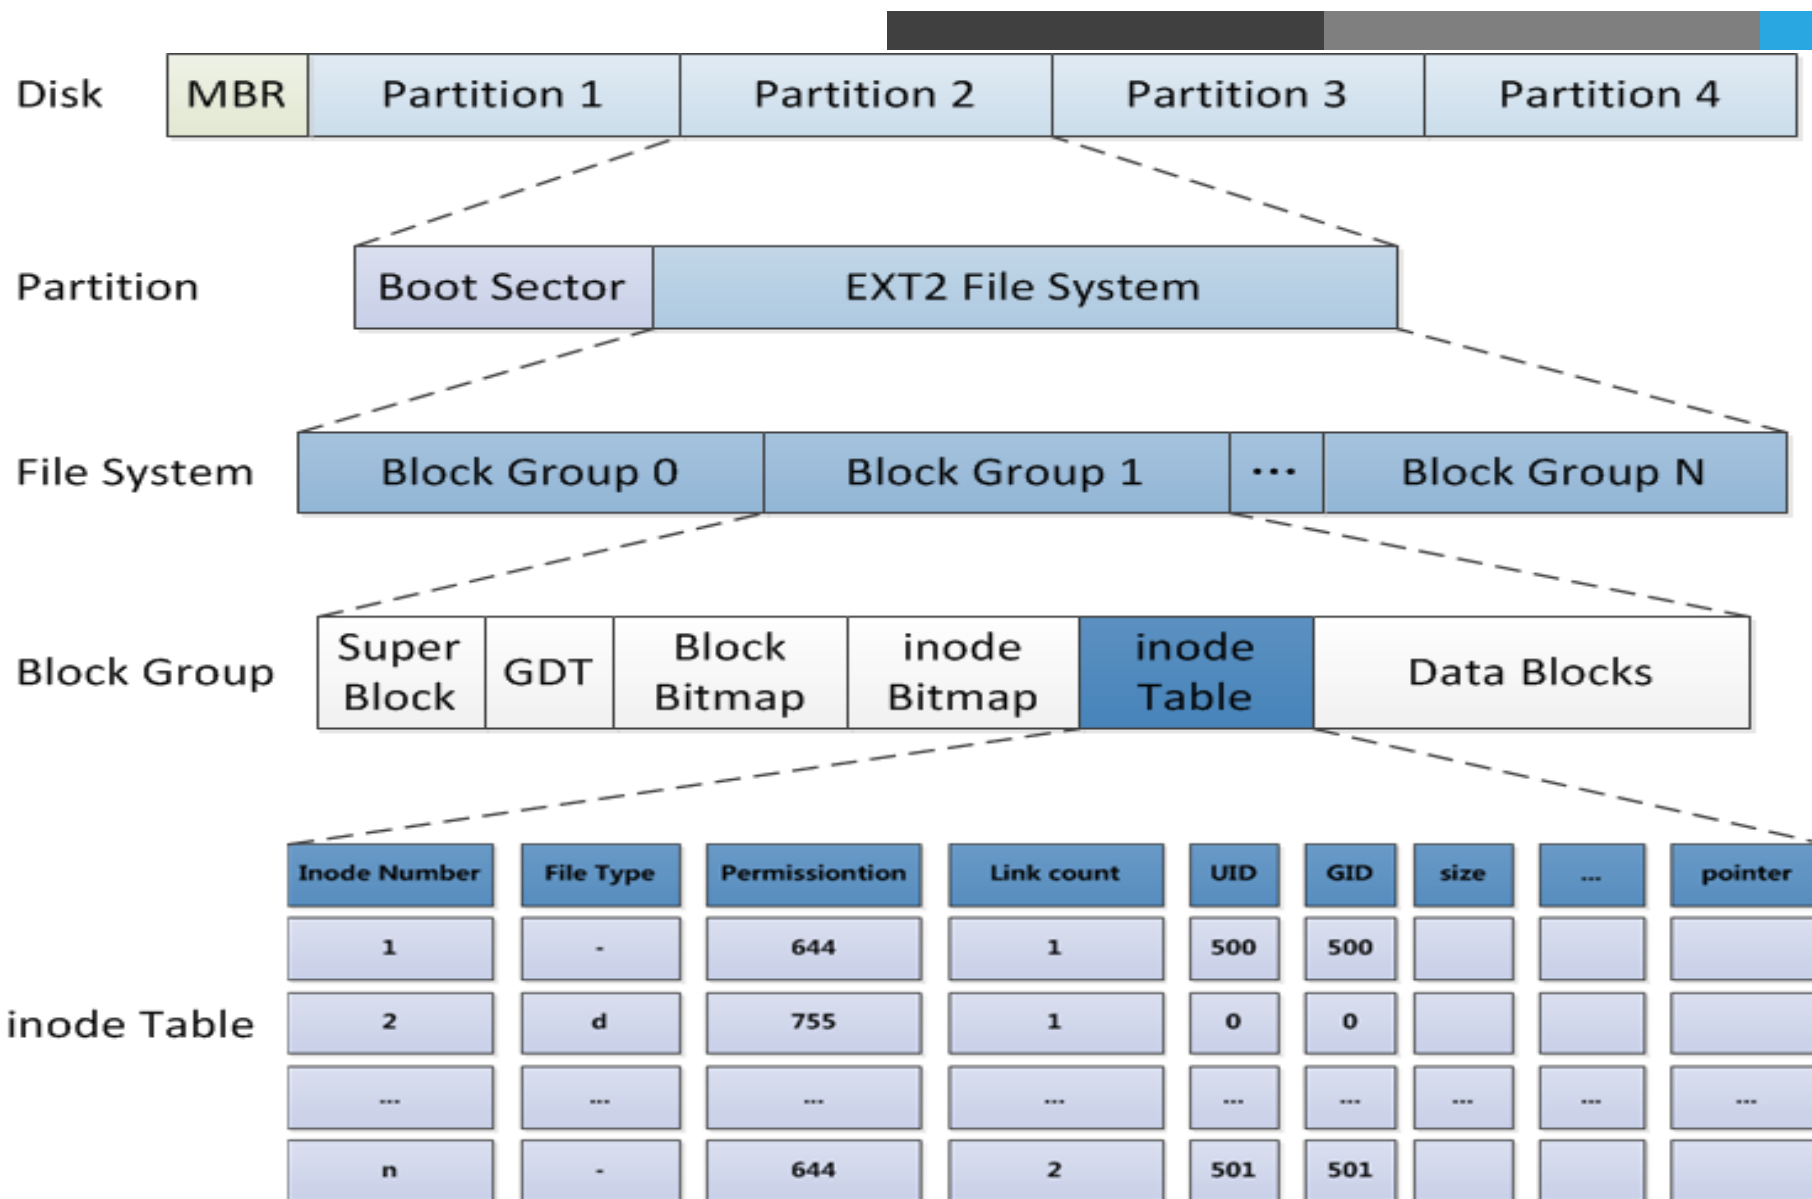 Disk MBR Partition 1 Partition 2 Partition 3 Partition 4
Partition Boot Sector EXT2 File System
File System Block Group 0 Block Group 1 ... Block Group N
Block Group Super Block GDT Block Bitmap inode Bitmap inode Table Data Blocks
Inode Number File Type Permissiontion Link count UID GID size ... pointer
1 - 644 1 500 500
inode Table 2 d 755 1 0 0
... ... ... ... ... ... ... ... ...
n - 644 2 501 501